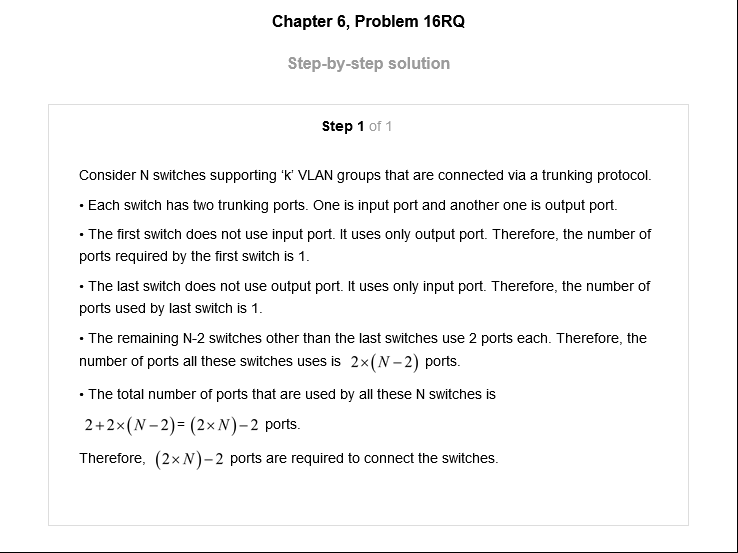 Chapter 6, Problem 16RQ
Step-by-step solution
Step 1 of 1
Consider N switches supporting ‘k’ VLAN groups that are connected via a trunking protocol.
• Each switch has two trunking ports. One is input port and another one is output port.
• The first switch does not use input port. It uses only output port. Therefore, the number of
ports required by the first switch is 1.
• The last switch does not use output port. It uses only input port. Therefore, the number of
ports used by last switch is 1.
• The remaining N-2 switches other than the last switches use 2 ports each. Therefore, the
number of ports all these switches uses is 2×(N−2) ports.
• The total number of ports that are used by all these N switches is
2+2×(N−2)= (2×N)−2 ports.
Therefore, (2×N)−2 ports are required to connect the switches.